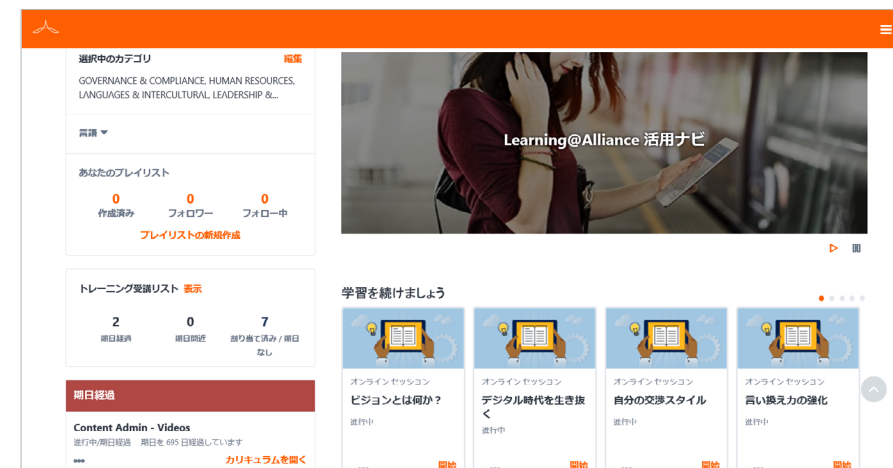 選択中のカテゴリ 編集
GOVERNANCE & COMPLIANCE, HUMAN RESOURCES,
LANGUAGES & INTERCULTURAL, LEADERSHIP &...
言語
あなたのプレイリスト
0 0 0
作成済み フォロワー フォロー中
プレイリストの新規作成
トレーニング受講リスト 表示
2 0 7
期日経過 期日間近 割り当て済み / 期日
なし
期日経過
Content Admin - Videos
進行中/期日経過 期日を 695 日経過しています
カリキュラムを開く
Learning@Alliance 活用ナビ
学習を続けましょう
オンライン セッション
ビジョンとは何か?
進行中
開始
オンライン セッション
デジタル時代を生き抜
く
進行中
開始
オンライン セッション
自分の交渉スタイル
進行中
開始
オンライン セッション
言い換え力の強化
進行中
開始